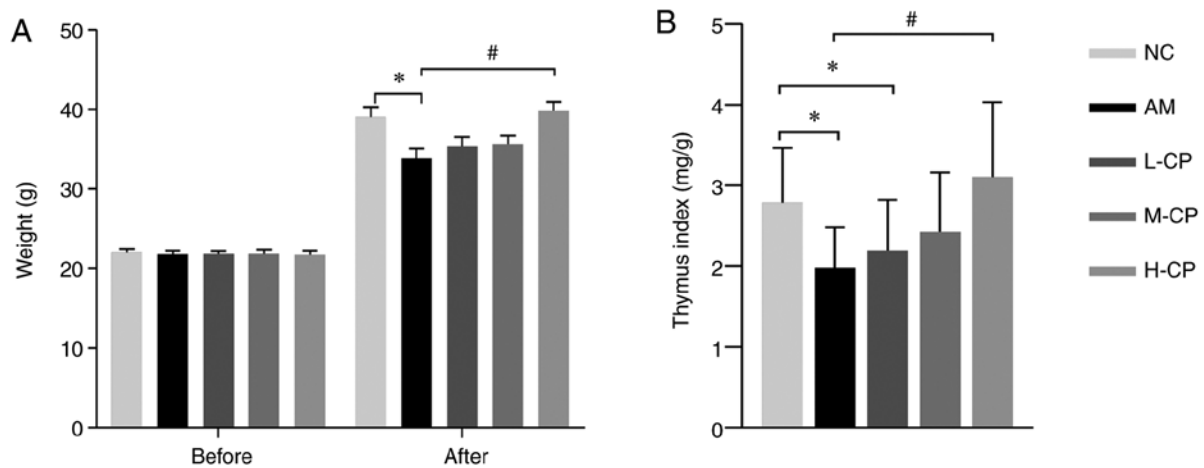 A
Weight (g)
50
40
30
20
10
0
*
#
Before
After
B
Thymus index (mg/g)
5
4
3
2
1
0
#
*
*
NC
AM
L-CP
M-CP
H-CP